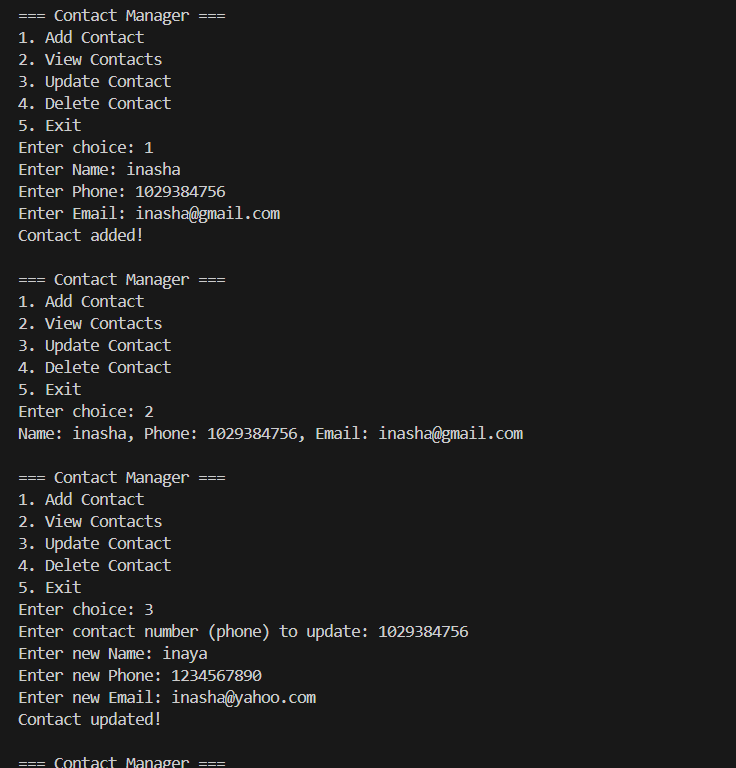 === Contact Manager ===
1. Add Contact
2. View Contacts
3. Update Contact
4. Delete Contact
5. Exit
Enter choice: 1
Enter Name: inasha
Enter Phone: 1029384756
Enter Email: inasha@gmail.com
Contact added!
=== Contact Manager ===
1. Add Contact
2. View Contacts
3. Update Contact
4. Delete Contact
5. Exit
Enter choice: 2
Name: inasha, Phone: 1029384756, Email: inasha@gmail.com
=== Contact Manager ===
1. Add Contact
2. View Contacts
3. Update Contact
4. Delete Contact
5. Exit
Enter choice: 3
Enter contact number (phone) to update: 1029384756
Enter new Name: inaya
Enter new Phone: 1234567890
Enter new Email: inasha@yahoo.com
Contact updated!
=== Contact Manager ===